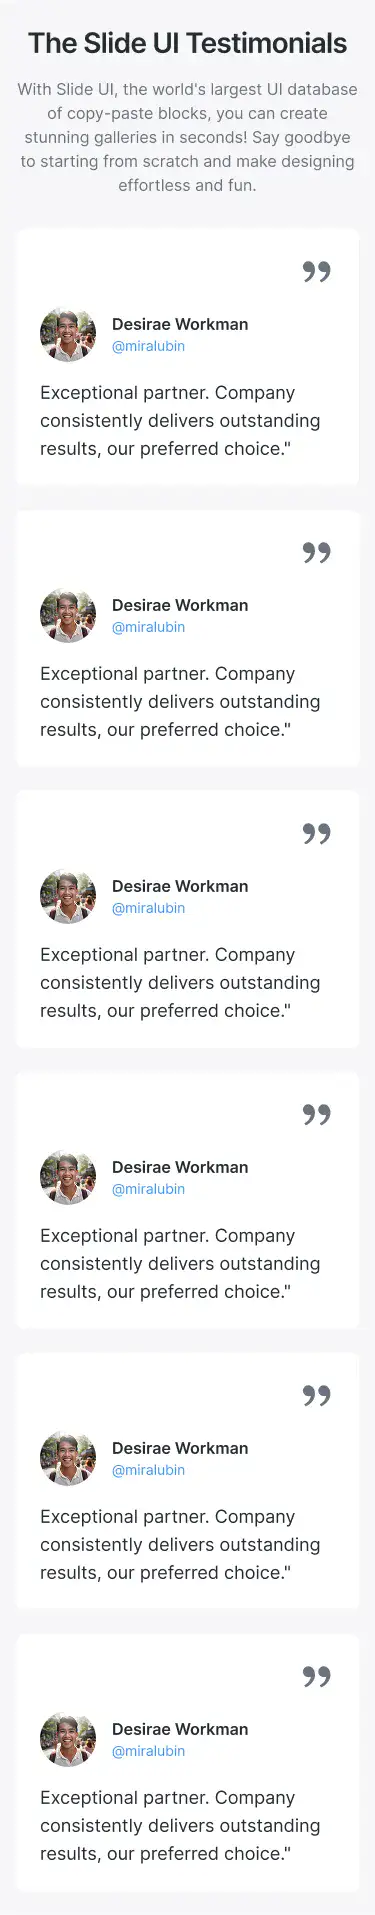 The Slide UI Testimonials
With Slide UI, the world's largest UI database
of copy-paste blocks, you can create
stunning galleries in seconds! Say goodbye
to starting from scratch and make designing
effortless and fun.
”
Desirae Workman
@miralubin
Exceptional partner. Company
consistently delivers outstanding
results, our preferred choice."
”
Desirae Workman
@miralubin
Exceptional partner. Company
consistently delivers outstanding
results, our preferred choice."
”
Desirae Workman
@miralubin
Exceptional partner. Company
consistently delivers outstanding
results, our preferred choice."
”
Desirae Workman
@miralubin
Exceptional partner. Company
consistently delivers outstanding
results, our preferred choice."
”
Desirae Workman
@miralubin
Exceptional partner. Company
consistently delivers outstanding
results, our preferred choice."
”
Desirae Workman
@miralubin
Exceptional partner. Company
consistently delivers outstanding
results, our preferred choice."